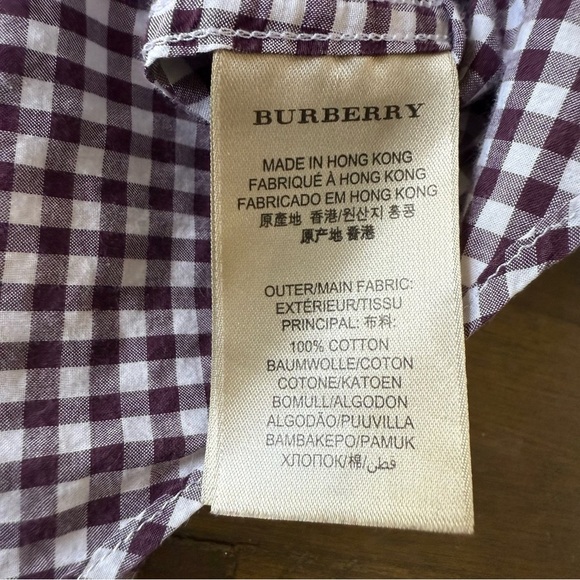 BURBERRY
MADE IN HONG KONG
FABRIQUÉ À HONG KONG
FABRICADO EM HONG KONG
原產地 香港/원산지 홍콩
原产地 香港
OUTER/MAIN FABRIC:
EXTÉRIEUR/TISSU
PRINCIPAL: 布料:
100% COTTON
BAUMWOLLE/COTON
COTONE/KATOEN
BOMULL/ALGODON
ALGODÃO/PUUVILLA
BAMBAKEPO/PAMUK
ХЛОПОК/棉/قطن